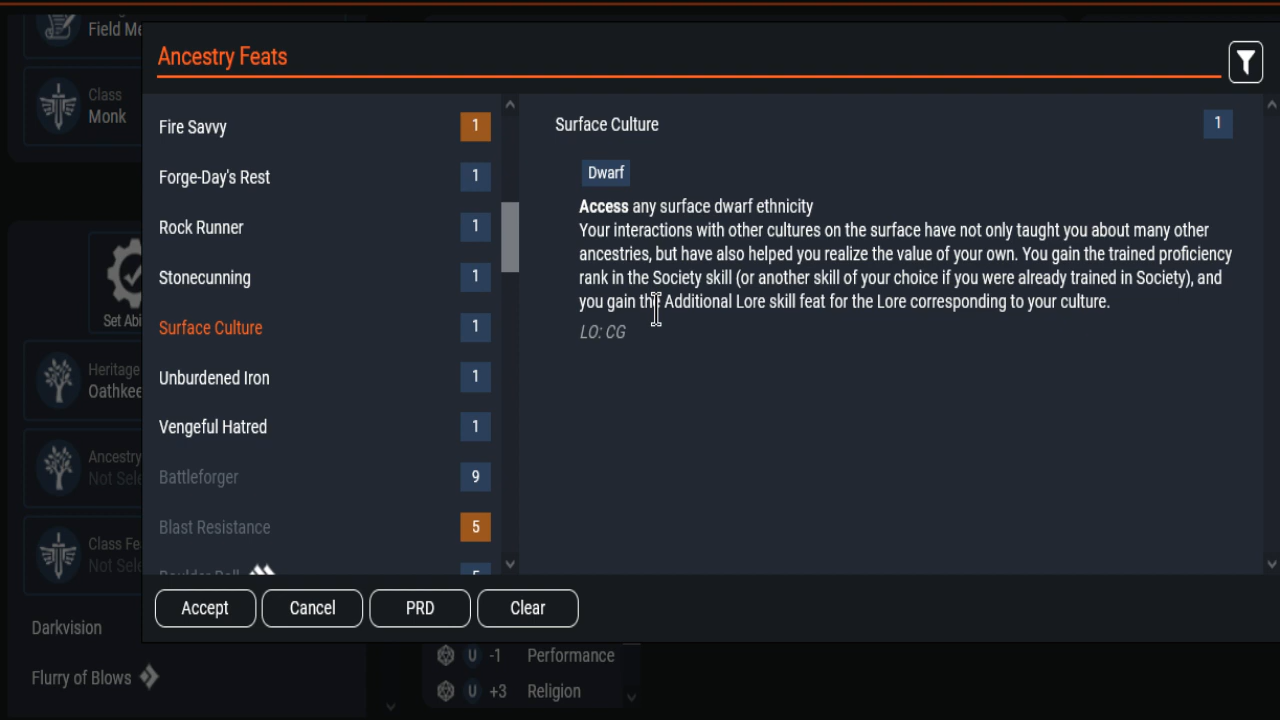 Field Me
Class
Monk
Set Abi
Heritage
Oathkee
Ancestry
Not Sele
Class Fe
Not Sele
Darkvision
Flurry of Blows
Ancestry Feats
Fire Savvy 1
Forge-Day's Rest 1
Rock Runner 1
Stonecunning 1
Surface Culture 1
Unburdened Iron 1
Vengeful Hatred 1
Battleforger 9
Blast Resistance 5
Surface Culture 1
Dwarf
Access any surface dwarf ethnicity
Your interactions with other cultures on the surface have not only taught you about many other
ancestries, but have also helped you realize the value of your own. You gain the trained proficiency
rank in the Society skill (or another skill of your choice if you were already trained in Society), and
you gain the Additional Lore skill feat for the Lore corresponding to your culture.
LO: CG
Accept Cancel PRD Clear
U -1 Performance
U +3 Religion